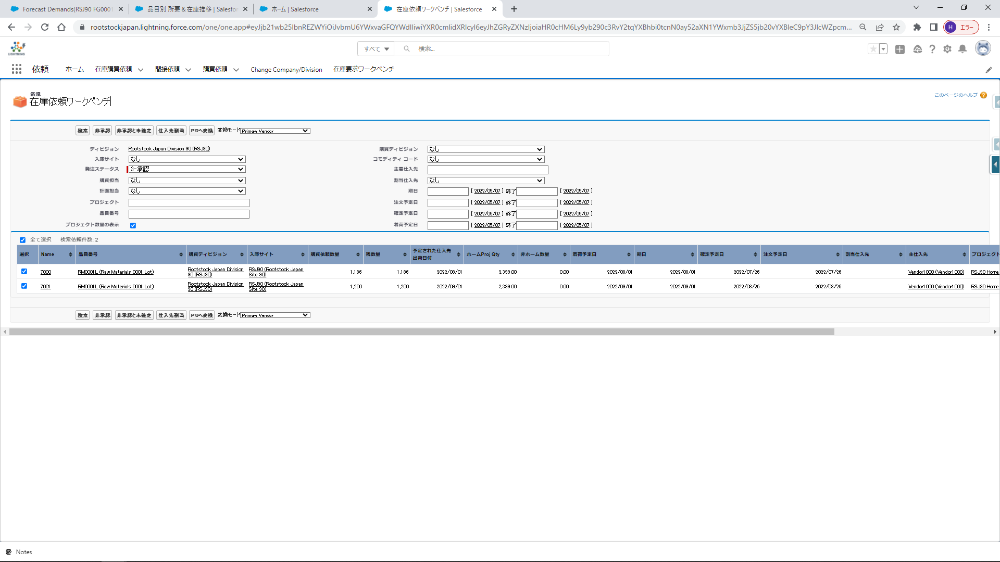 Forecast Demands(RSJ90 FG0001
品目別 所要＆在庫推移 | Salesfor
ホーム | Salesforce
在庫依頼ワークベンチ | Salesforce
rootstockjapan.lightning.force.com/one/one.app#eyJjb21wb25lbnREZWYiOiJvbmU6YWxvaGFQYWdlIiwiYXR0cmlidXRlcyI6eyJhZGRyZXNzIjoiaHR0cHM6Ly9yb290c3RvY2tqYXBhbi0tcnN0ay52aXN1YWxmb3JjZS5jb20vYXBleC9pY3JlcWZpcm...
H エラー
LIGHTNING
すべて
検索...
依頼
ホーム
在庫購買依頼
間接依頼
購買依頼
Change Company/Division
在庫要求ワークベンチ
新規
在庫依頼ワークベンチ
このページのヘルプ
検索 非承認 非承認と未確定 仕入先割当 POへ変換 変換モード Primary Vendor
ディビジョン Rootstock Japan Division 90 (RSJ90) 購買ディビジョン なし
入庫サイト なし コモディティ コード なし
発注ステータス 3-承認 主要仕入先
購買担当 なし 割当仕入先 なし
計画担当 なし 期日 [ 2022/05/07 ] 終了 [ 2022/05/07 ]
プロジェクト 注文予定日 [ 2022/05/07 ] 終了 [ 2022/05/07 ]
品目番号 確定予定日 [ 2022/05/07 ] 終了 [ 2022/05/07 ]
プロジェクト数量の表示 着荷予定日 [ 2022/05/07 ] 終了 [ 2022/05/07 ]
全て選択 検索依頼件数: 2
選択 Name 品目番号 購買ディビジョン 入庫サイト 購買依頼数量 残数量 予定された仕入先出荷日付 ホームProj Qty 非ホーム数量 着荷予定日 期日 確定予定日 注文予定日 割当仕入先 主仕入先 プロジェクト
7000 RM0001L (Raw Materials 0001 Lot) Rootstock Japan Division 90 (RSJ90) RSJ90 (Rootstock Japan Site 90) 1,186 1,186 2022/08/01 2,399.00 0.00 2022/08/01 2022/08/01 2022/07/26 2022/07/26 Vendor1000 (Vendor1000) RSJ90 Home
7001 RM0001L (Raw Materials 0001 Lot) Rootstock Japan Division 90 (RSJ90) RSJ90 (Rootstock Japan Site 90) 1,200 1,200 2022/09/01 2,399.00 0.00 2022/09/01 2022/09/01 2022/08/26 2022/08/26 Vendor1000 (Vendor1000) RSJ90 Home
検索 非承認 非承認と未確定 仕入先割当 POへ変換 変換モード Primary Vendor
Notes